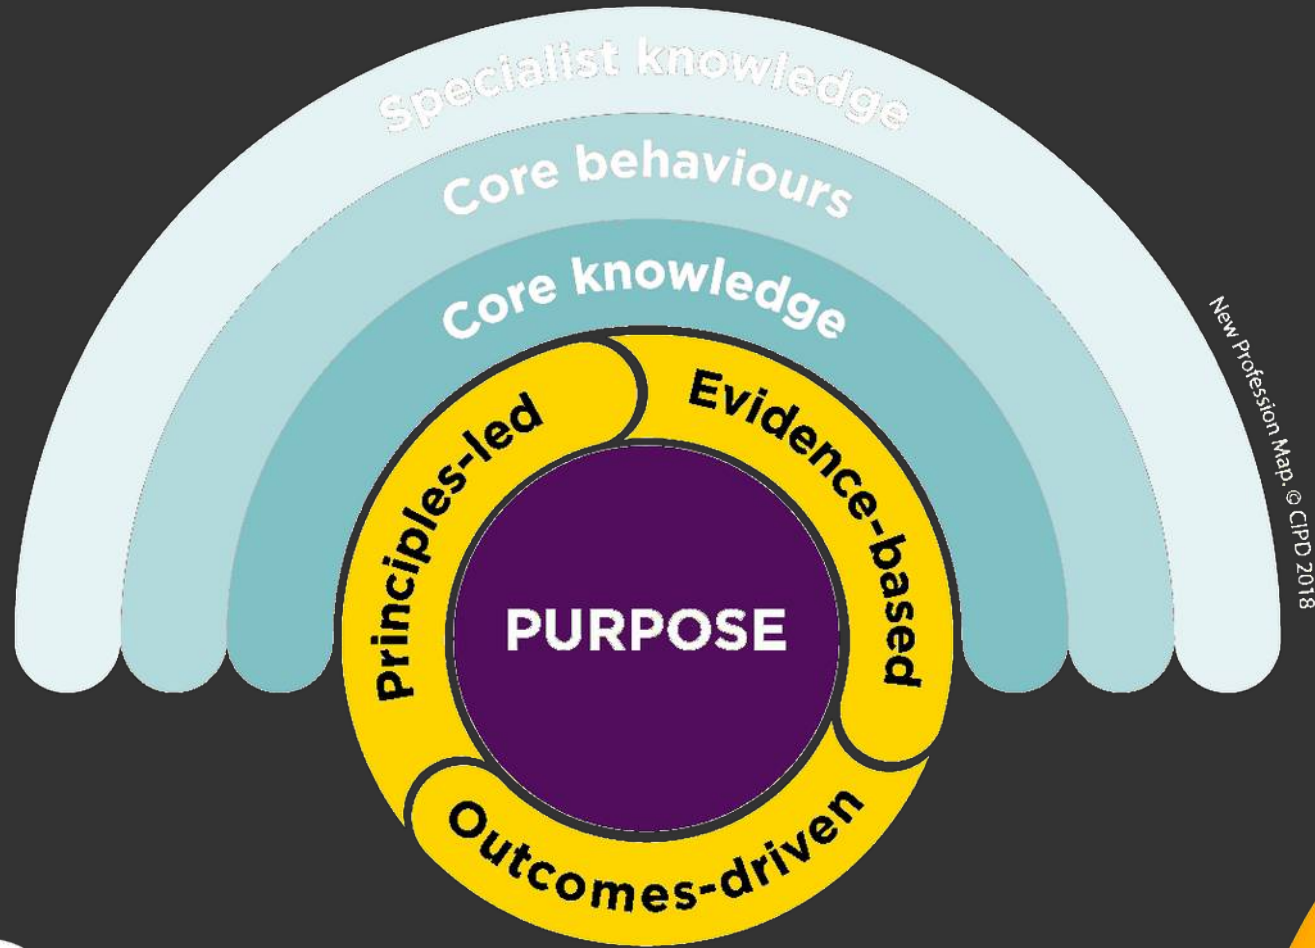 Specialist knowledge
Core behaviours
Core knowledge
Principles-led
Evidence-based
PURPOSE
Outcomes-driven
New Profession Map. © CIPD 2018